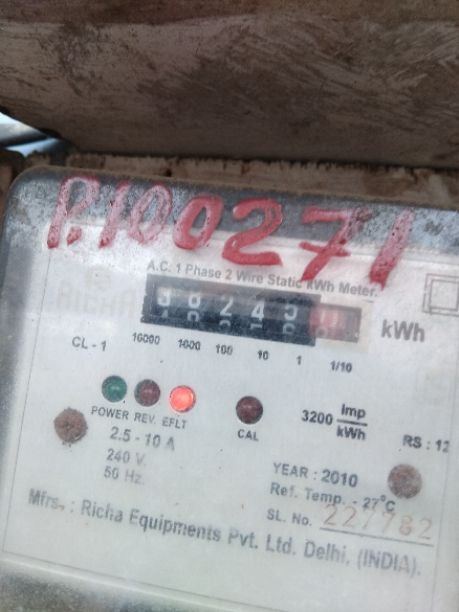 P.100271
A.C. 1 Phase 2 Wire Static kWh Meter.
RICHA
kWh
CL - 1
10000 1000 100 10 1 1/10
POWER REV. EFLT
CAL
3200 Imp/kWh
2.5 - 10 A
240 V.
50 Hz.
RS : 12
YEAR : 2010
Ref. Temp. - 27°C
SL. No. 227782
Mfrs. : Richa Equipments Pvt. Ltd. Delhi, (INDIA).